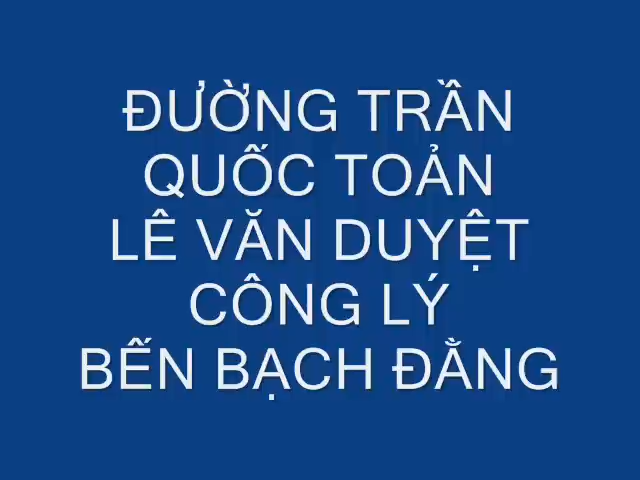 ĐƯỜNG TRẦN
QUỐC TOẢN
LÊ VĂN DUYỆT
CÔNG LÝ
BẾN BẠCH ĐẰNG